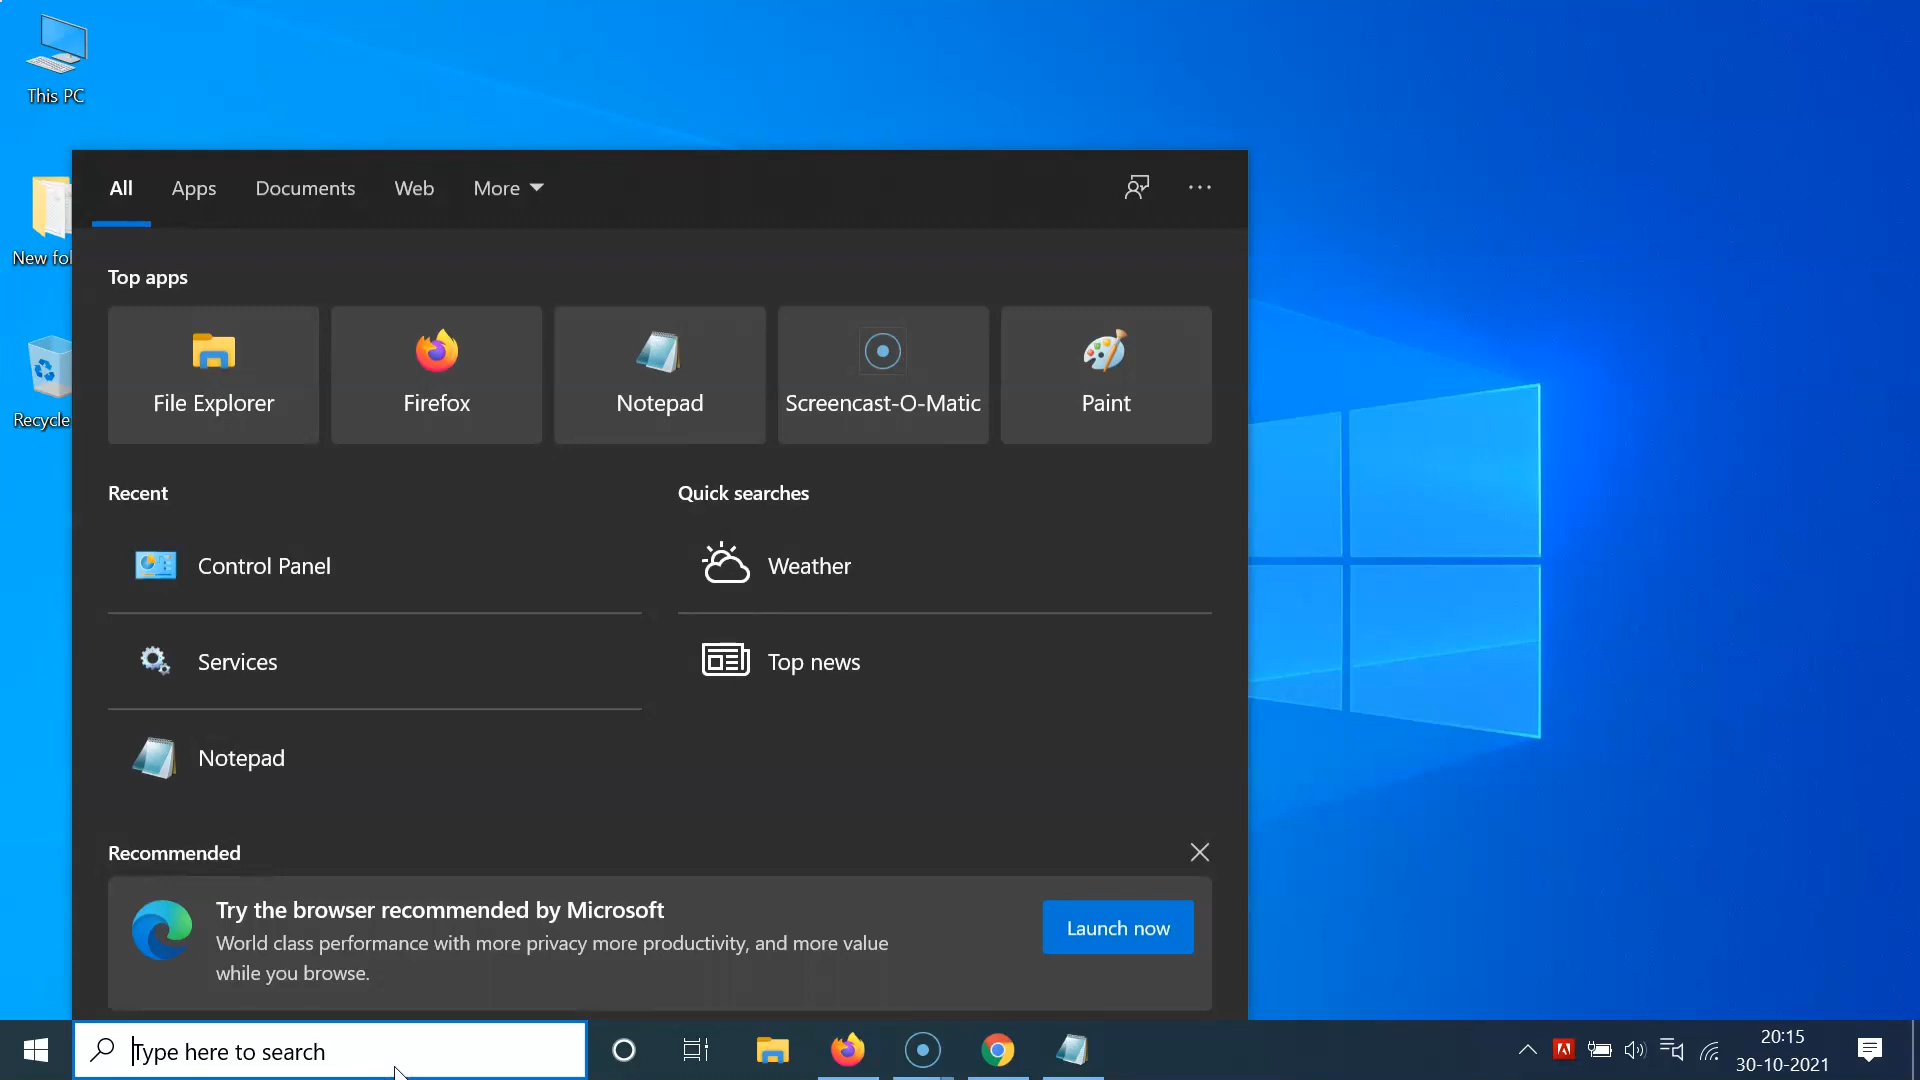 This PC
New fol
Recycle
All Apps Documents Web More
Top apps
File Explorer
Firefox
Notepad
Screencast-O-Matic
Paint
Recent
Control Panel
Services
Notepad
Quick searches
Weather
Top news
Recommended
Try the browser recommended by Microsoft
World class performance with more privacy more productivity, and more value
while you browse.
Launch now
Type here to search
20:15
30-10-2021